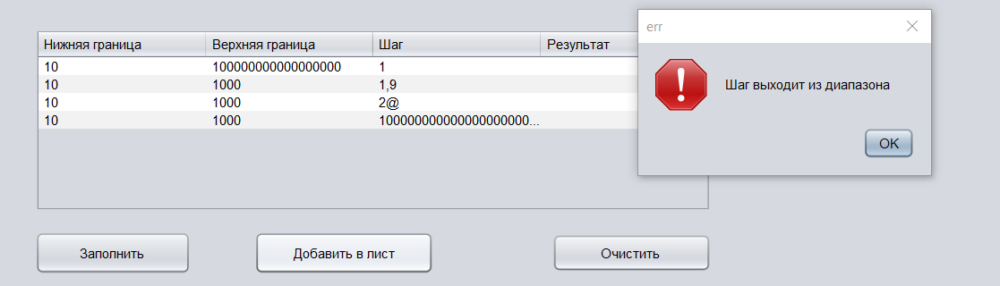 err
Шаг выходит из диапазона
OK
Нижняя граница Верхняя граница Шаг Результат
10 100000000000000000 1
10 1000 1,9
10 1000 2@
10 1000 100000000000000000000...
Заполнить Добавить в лист Очистить